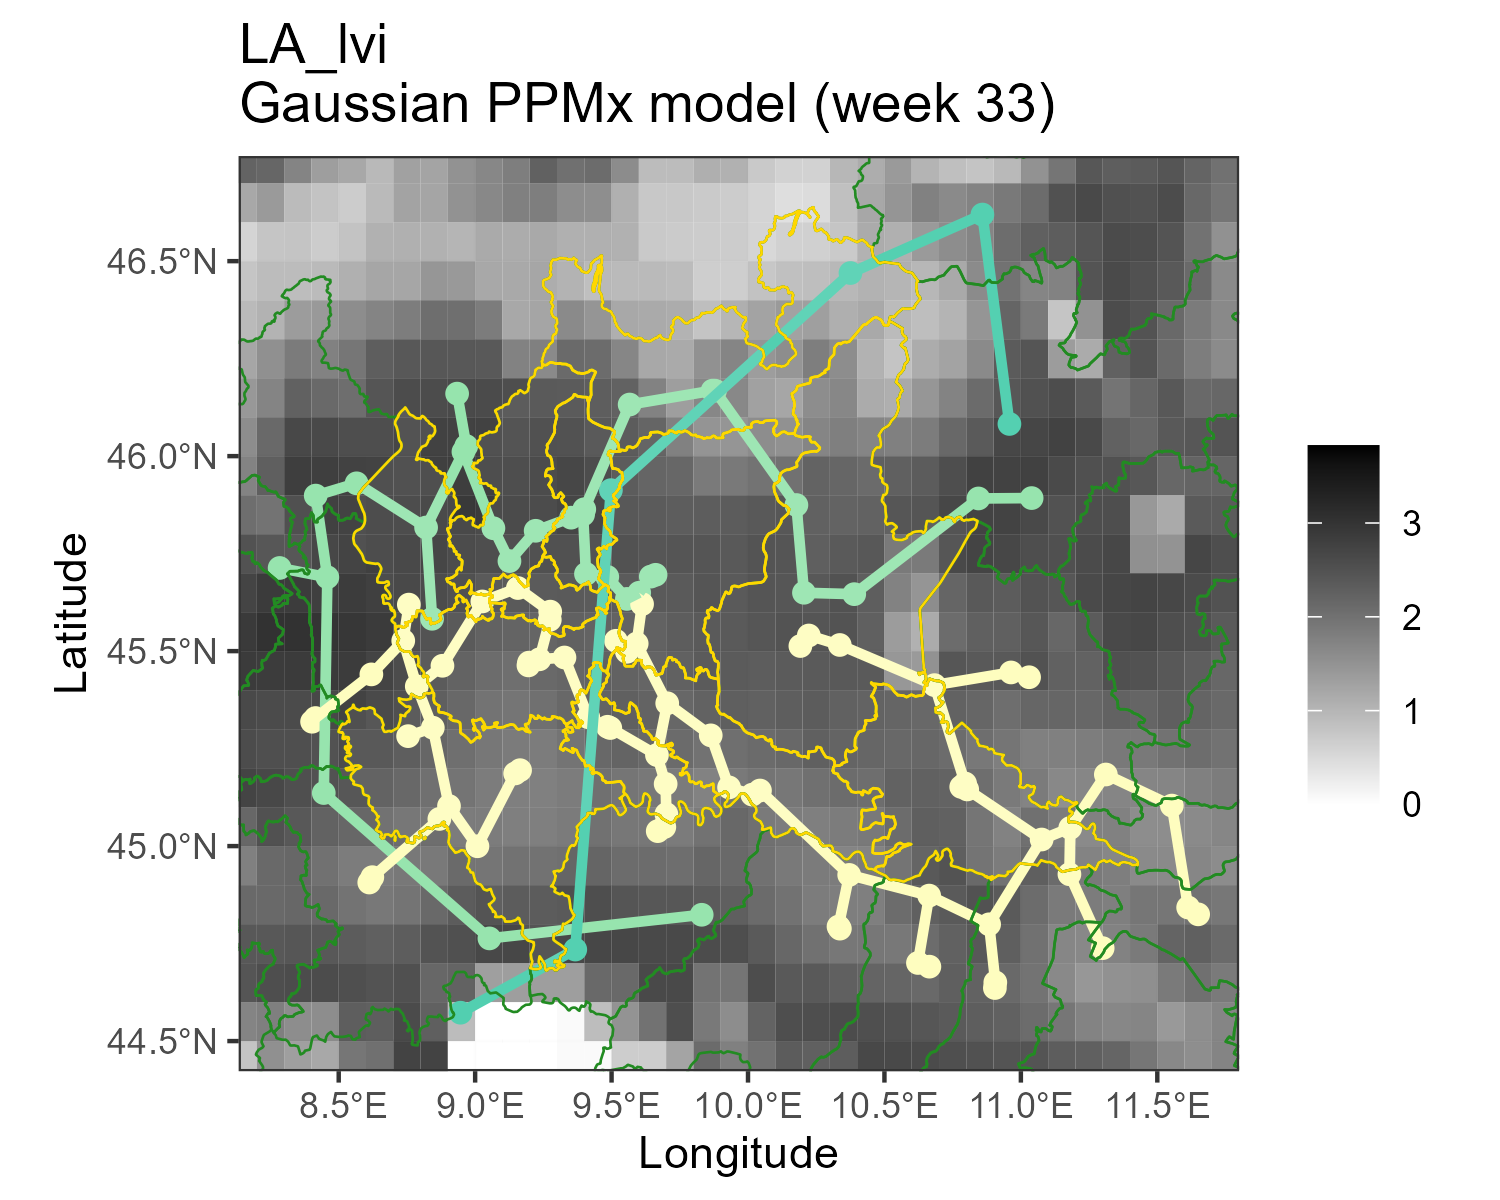 LA_lvi
Gaussian PPMx model (week 33)
46.5°N
46.0°N
45.5°N
45.0°N
44.5°N
Latitude
8.5°E 9.0°E 9.5°E 10.0°E 10.5°E 11.0°E 11.5°E
Longitude
3
2
1
0